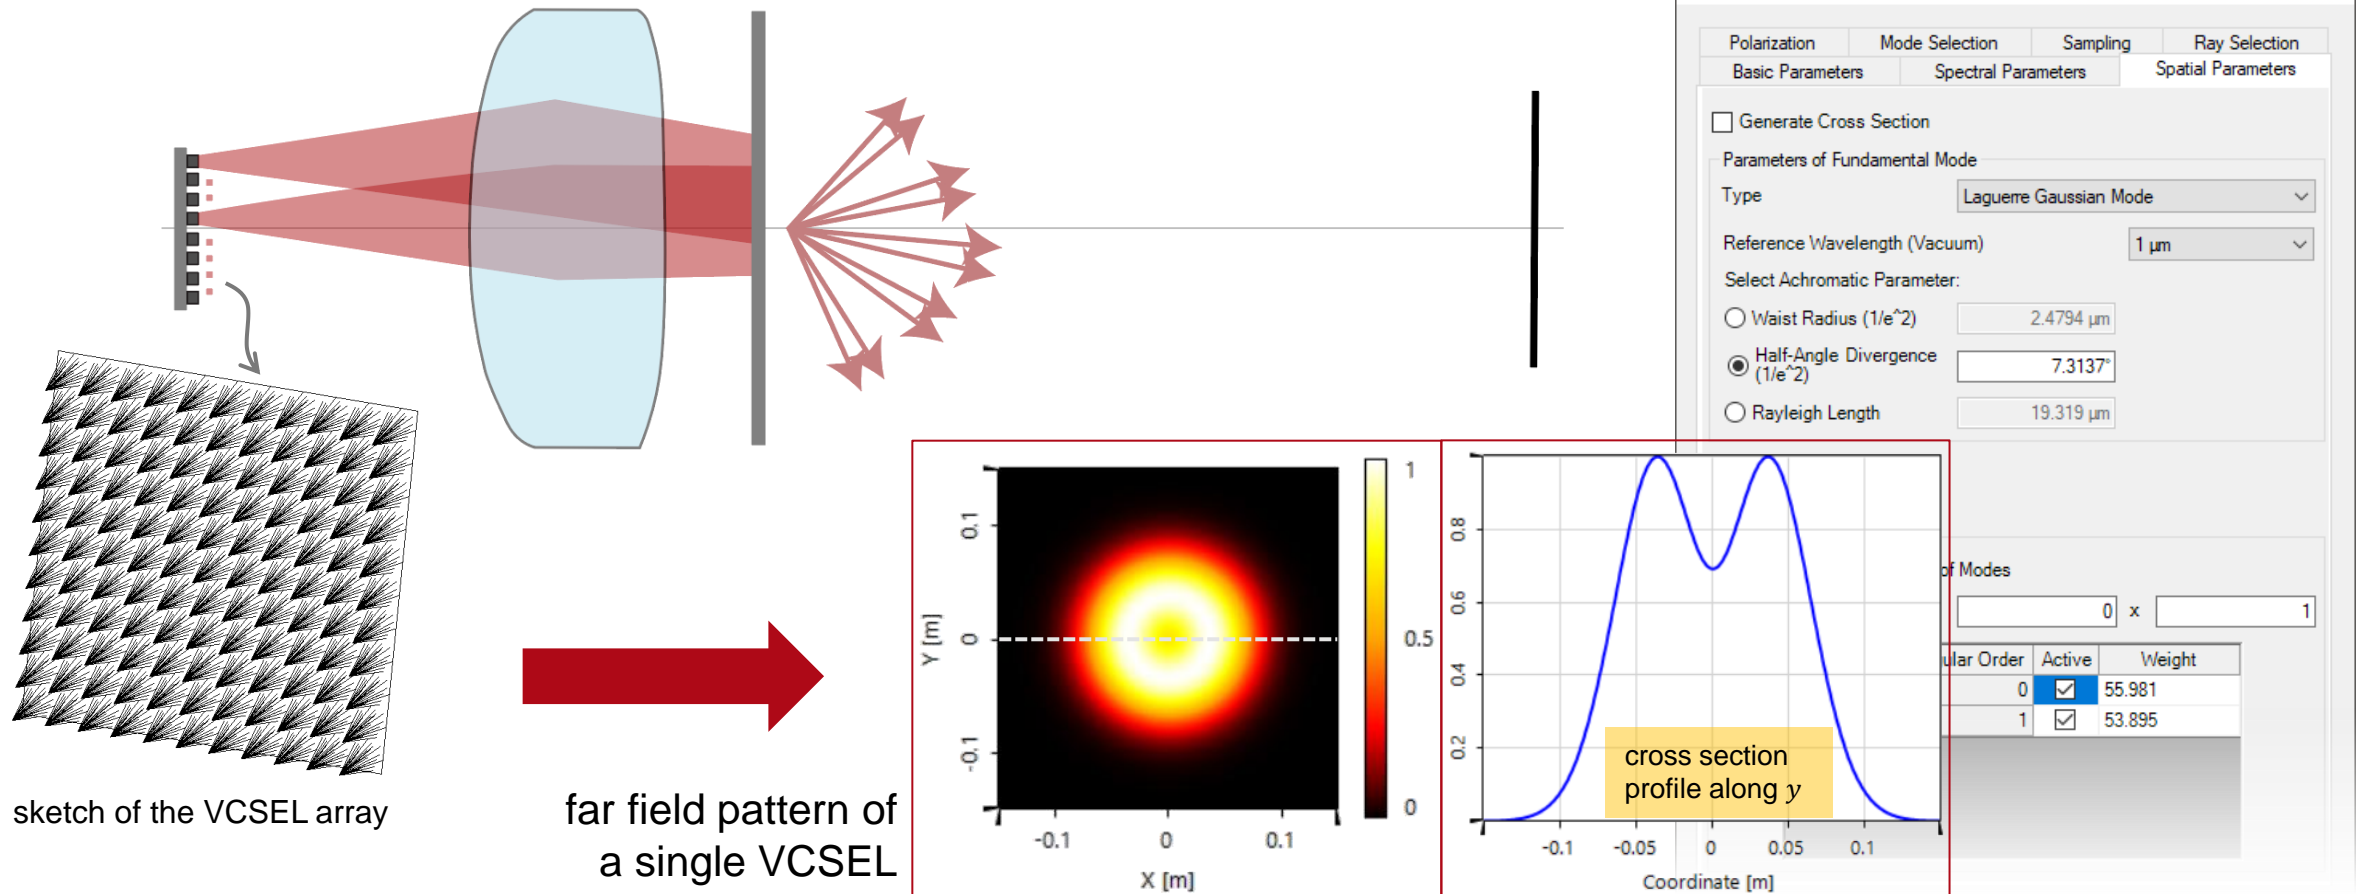 Polarization Mode Selection Sampling Ray Selection
Basic Parameters Spectral Parameters Spatial Parameters
Generate Cross Section
Parameters of Fundamental Mode
Type Laguerre Gaussian Mode
Reference Wavelength (Vacuum) 1 µm
Select Achromatic Parameter:
Waist Radius (1/e^2) 2.4794 µm
Half-Angle Divergence
(1/e^2) 7.3137°
Rayleigh Length 19.319 µm
of Modes
0 x 1
ular Order Active Weight
0 55.981
1 53.895
sketch of the VCSEL array
far field pattern of
a single VCSEL
Y [m]
0.1
0
-0.1
-0.1 0 0.1
X [m]
1
0.5
0
0.8
0.6
0.4
0.2
cross section
profile along y
-0.1 -0.05 0 0.05 0.1
Coordinate [m]